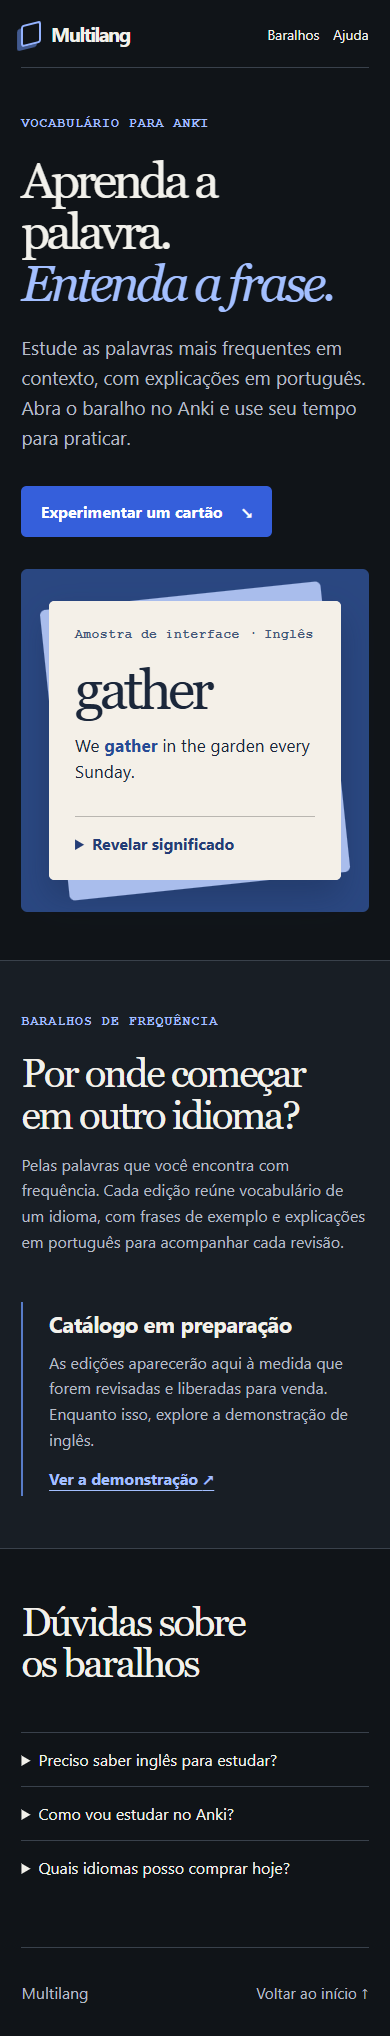 Multilang
Baralhos Ajuda
VOCABULÁRIO PARA ANKI
Aprenda a
palavra.
Entenda a frase.
Estude as palavras mais frequentes em
contexto, com explicações em português.
Abra o baralho no Anki e use seu tempo
para praticar.
Experimentar um cartão ↘
Amostra de interface · Inglês
gather
We gather in the garden every
Sunday.
▶ Revelar significado
BARALHOS DE FREQUÊNCIA
Por onde começar
em outro idioma?
Pelas palavras que você encontra com
frequência. Cada edição reúne vocabulário de
um idioma, com frases de exemplo e explicações
em português para acompanhar cada revisão.
Catálogo em preparação
As edições aparecerão aqui à medida que
forem revisadas e liberadas para venda.
Enquanto isso, explore a demonstração de
inglês.
Ver a demonstração ↗
Dúvidas sobre
os baralhos
▶ Preciso saber inglês para estudar?
▶ Como vou estudar no Anki?
▶ Quais idiomas posso comprar hoje?
Multilang
Voltar ao início ↑